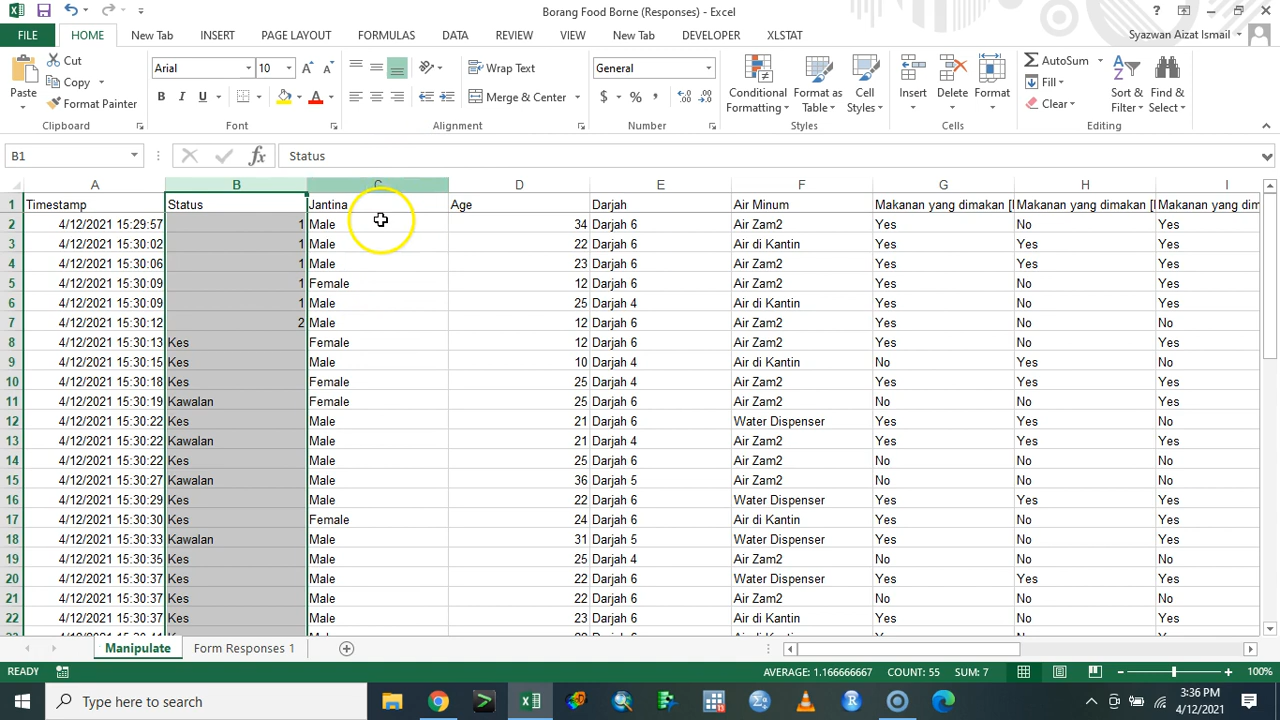 Borang Food Borne (Responses) - Excel
FILE HOME New Tab INSERT PAGE LAYOUT FORMULAS DATA REVIEW VIEW New Tab DEVELOPER XLSTAT Syazwan Aizat Ismail
Paste Cut Copy Format Painter
Arial 10
B I U A
Wrap Text
Merge & Center
General
$ % ,
Conditional Formatting Format as Table Cell Styles
Insert Delete Format
AutoSum Fill Clear
Sort & Filter Find & Select
Clipboard Font Alignment Number Styles Cells Editing
B1 fx Status
A B C D E F G H I
1 Timestamp Status Jantina Age Darjah Air Minum Makanan yang dimakan [ Makanan yang dimakan [ Makanan yang dim
2 4/12/2021 15:29:57 1 Male 34 Darjah 6 Air Zam2 Yes No Yes
3 4/12/2021 15:30:02 1 Male 22 Darjah 6 Air di Kantin Yes Yes Yes
4 4/12/2021 15:30:06 1 Male 23 Darjah 6 Air Zam2 Yes Yes Yes
5 4/12/2021 15:30:09 1 Female 12 Darjah 6 Air Zam2 Yes No Yes
6 4/12/2021 15:30:09 1 Male 25 Darjah 4 Air di Kantin Yes No Yes
7 4/12/2021 15:30:12 2 Male 12 Darjah 6 Air Zam2 Yes No No
8 4/12/2021 15:30:13 Kes Female 12 Darjah 6 Air Zam2 Yes No Yes
9 4/12/2021 15:30:15 Kes Male 10 Darjah 4 Air di Kantin No Yes No
10 4/12/2021 15:30:18 Kes Female 25 Darjah 4 Air Zam2 Yes Yes Yes
11 4/12/2021 15:30:19 Kawalan Female 25 Darjah 6 Air Zam2 No No Yes
12 4/12/2021 15:30:22 Kes Male 21 Darjah 6 Water Dispenser Yes Yes No
13 4/12/2021 15:30:22 Kawalan Male 21 Darjah 4 Air Zam2 Yes Yes Yes
14 4/12/2021 15:30:22 Kes Male 25 Darjah 6 Air Zam2 No No No
15 4/12/2021 15:30:27 Kawalan Male 36 Darjah 5 Air Zam2 No No No
16 4/12/2021 15:30:29 Kes Male 22 Darjah 6 Water Dispenser Yes Yes Yes
17 4/12/2021 15:30:30 Kes Female 24 Darjah 6 Air di Kantin Yes No Yes
18 4/12/2021 15:30:33 Kawalan Male 31 Darjah 5 Water Dispenser Yes No Yes
19 4/12/2021 15:30:35 Kes Male 25 Darjah 4 Air Zam2 No No No
20 4/12/2021 15:30:37 Kes Male 22 Darjah 6 Water Dispenser Yes Yes Yes
21 4/12/2021 15:30:37 Kes Male 22 Darjah 6 Air Zam2 No No No
22 4/12/2021 15:30:37 Kes Male 23 Darjah 6 Air di Kantin Yes No Yes
Manipulate Form Responses 1
READY AVERAGE: 1.166666667 COUNT: 55 SUM: 7 100%
Type here to search
3:36 PM
4/12/2021